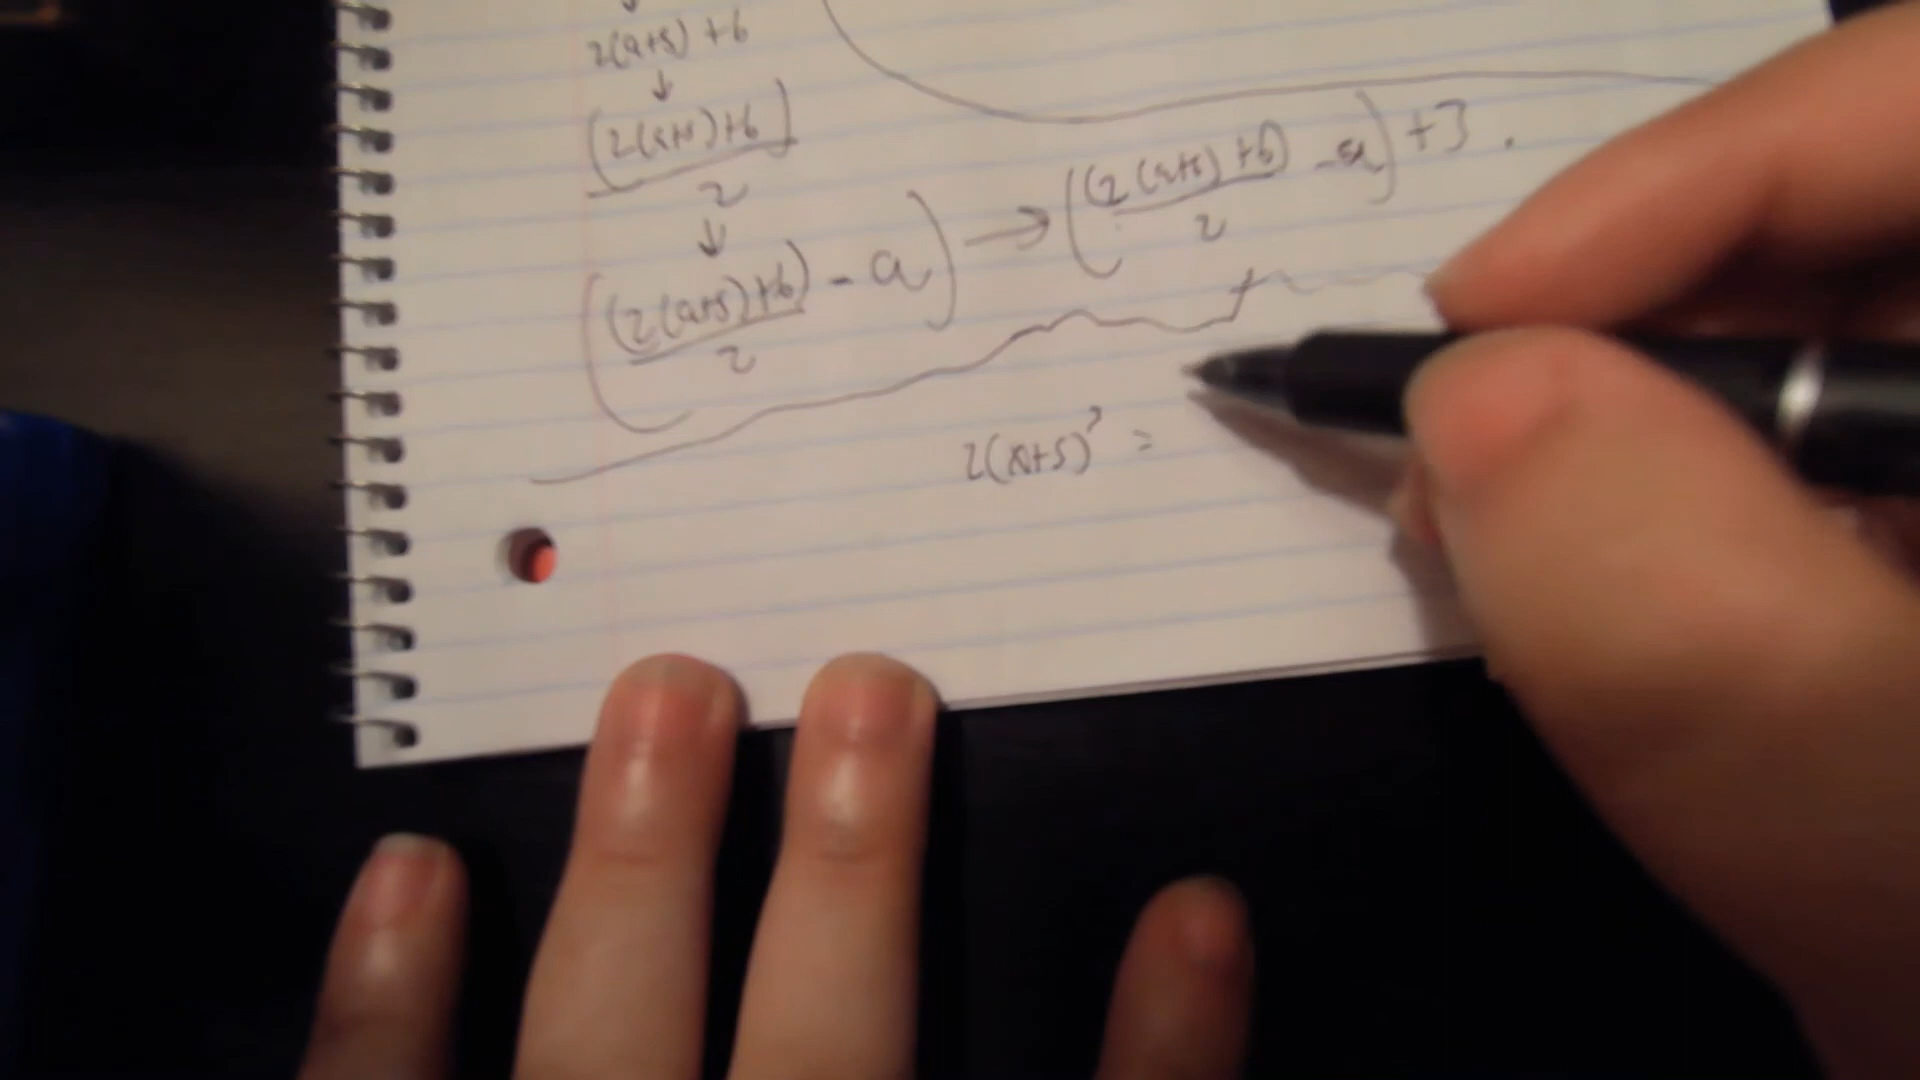 2(a+5) +6
↓
(2(a+5)+6)
2
↓
((2(a+5)+6) - a) → ((2(a+5)+6) - a) + 3.
2 2
2(a+5)? =